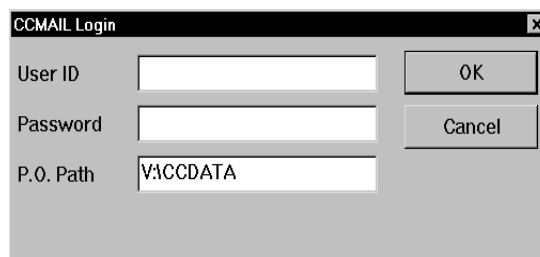 CCMAIL Login
User ID
OK
Password
Cancel
P.O. Path
V:\CCDATA